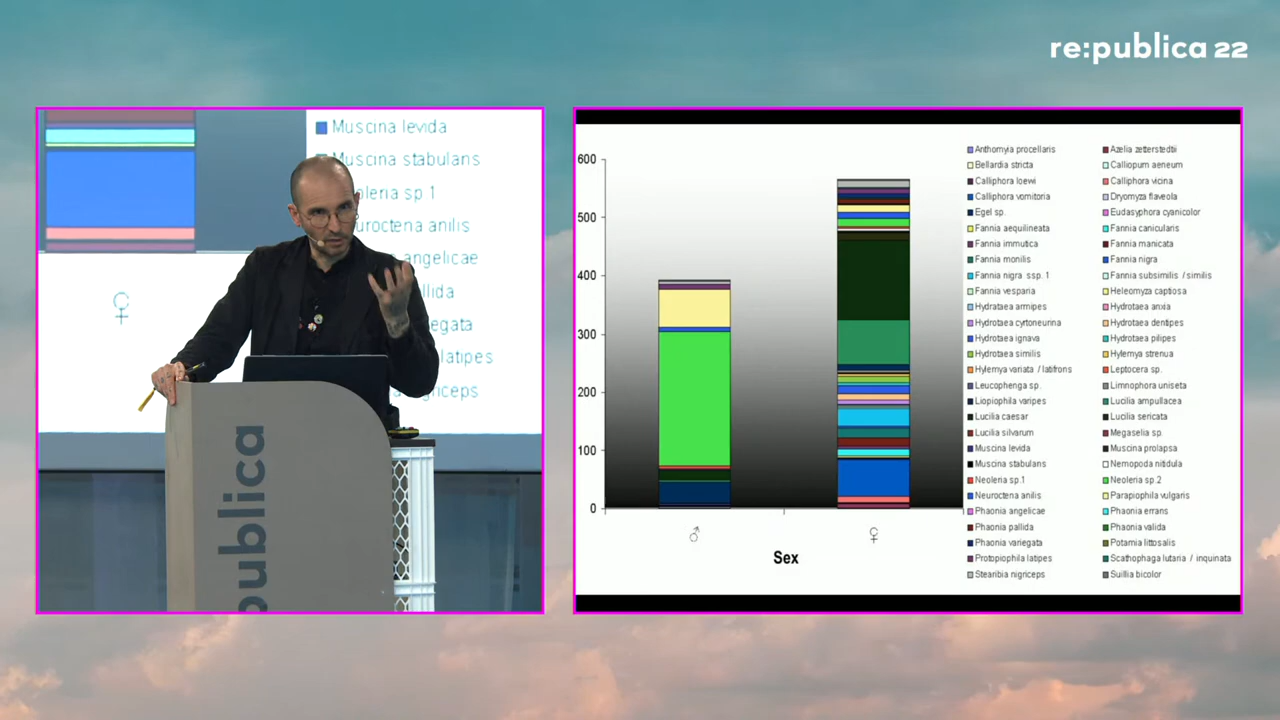 re:publica 22
Muscina levida
Muscina stabulans
oleria sp 1
euroctena anilis
angelicae
llida
egata
latipes
griceps
♀
publica
600
500
400
300
200
100
0
♂
♀
Sex
Anthomyia procellaris
Azelia zetterstedtii
Bellardia stricta
Calliopum aeneum
Calliphora loewi
Calliphora vicina
Calliphora vomitoria
Dryomyza flaveola
Egel sp.
Eudasyphora cyanicolor
Fannia aequilineata
Fannia canicularis
Fannia immutica
Fannia manicata
Fannia monilis
Fannia nigra
Fannia nigra ssp. 1
Fannia subsimilis / similis
Fannia vesparia
Heleomyza captiosa
Hydrataea armipes
Hydrotaea anxia
Hydrotaea cyrtoneurina
Hydrotaea dentipes
Hydrotaea ignava
Hydrotaea pilipes
Hydrotaea similis
Hylemya strenua
Hylemya variata / latifrons
Leptocera sp.
Leucophenga sp.
Limnophora uniseta
Liopiophila varipes
Lucilia ampullacea
Lucilia caesar
Lucilia sericata
Lucilia silvarum
Megaselia sp.
Muscina levida
Muscina prolapsa
Muscina stabulans
Nemopoda nitidula
Neoleria sp.1
Neoleria sp.2
Neuroctena anilis
Parapiophila vulgaris
Phaonia angelicae
Phaonia errans
Phaonia pallida
Phaonia valida
Phaonia variegata
Potamia littosalis
Protopiophila latipes
Scathophaga lutaria / inquinata
Stearibia nigriceps
Suillia bicolor